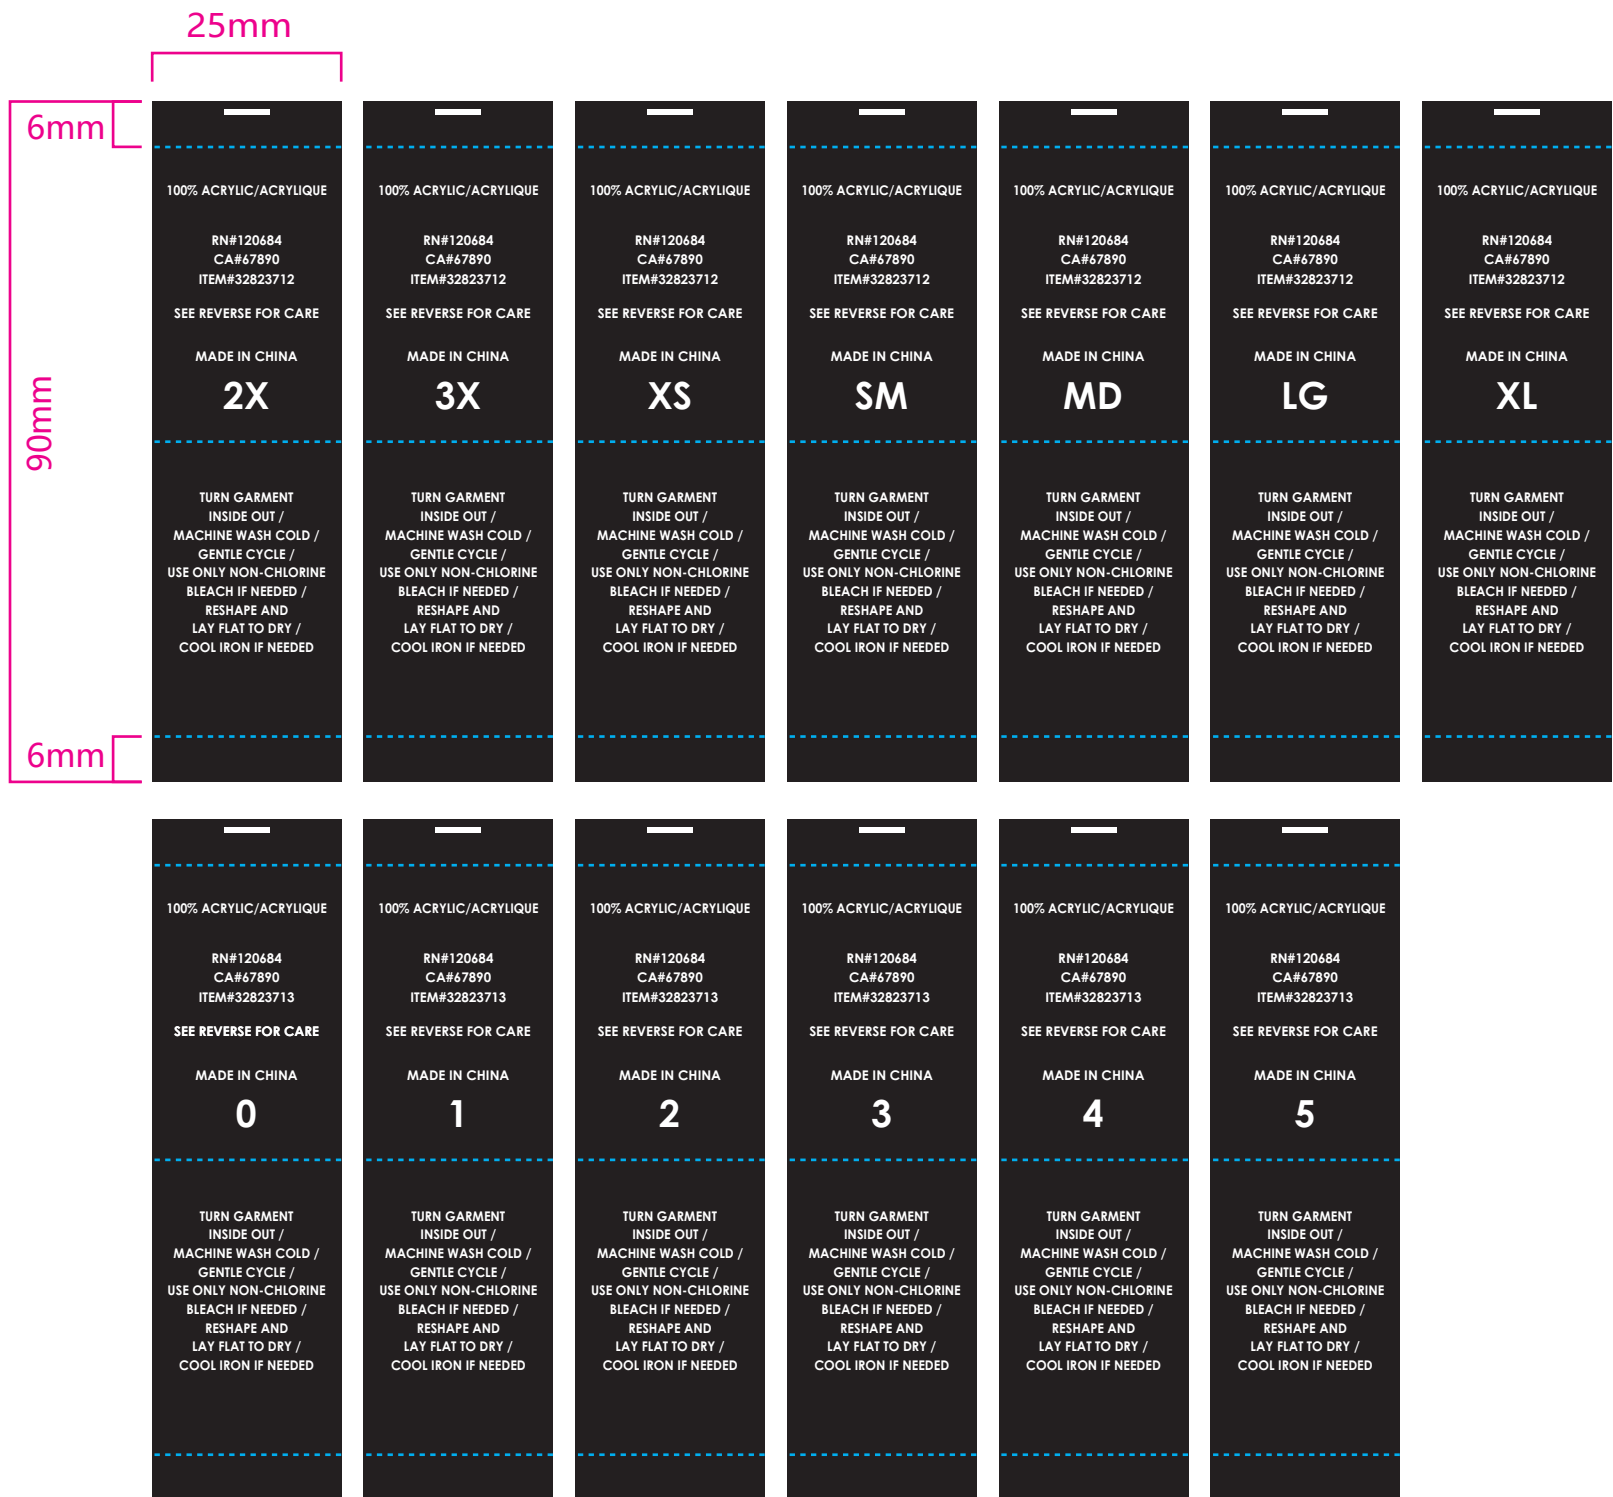 25mm
6mm
90mm
6mm
100% ACRYLIC/ACRYLIQUE
RN#120684
CA#67890
ITEM#32823712
SEE REVERSE FOR CARE
MADE IN CHINA
2X
TURN GARMENT
INSIDE OUT /
MACHINE WASH COLD /
GENTLE CYCLE /
USE ONLY NON-CHLORINE
BLEACH IF NEEDED /
RESHAPE AND
LAY FLAT TO DRY /
COOL IRON IF NEEDED
100% ACRYLIC/ACRYLIQUE
RN#120684
CA#67890
ITEM#32823712
SEE REVERSE FOR CARE
MADE IN CHINA
3X
TURN GARMENT
INSIDE OUT /
MACHINE WASH COLD /
GENTLE CYCLE /
USE ONLY NON-CHLORINE
BLEACH IF NEEDED /
RESHAPE AND
LAY FLAT TO DRY /
COOL IRON IF NEEDED
100% ACRYLIC/ACRYLIQUE
RN#120684
CA#67890
ITEM#32823712
SEE REVERSE FOR CARE
MADE IN CHINA
XS
TURN GARMENT
INSIDE OUT /
MACHINE WASH COLD /
GENTLE CYCLE /
USE ONLY NON-CHLORINE
BLEACH IF NEEDED /
RESHAPE AND
LAY FLAT TO DRY /
COOL IRON IF NEEDED
100% ACRYLIC/ACRYLIQUE
RN#120684
CA#67890
ITEM#32823712
SEE REVERSE FOR CARE
MADE IN CHINA
SM
TURN GARMENT
INSIDE OUT /
MACHINE WASH COLD /
GENTLE CYCLE /
USE ONLY NON-CHLORINE
BLEACH IF NEEDED /
RESHAPE AND
LAY FLAT TO DRY /
COOL IRON IF NEEDED
100% ACRYLIC/ACRYLIQUE
RN#120684
CA#67890
ITEM#32823712
SEE REVERSE FOR CARE
MADE IN CHINA
MD
TURN GARMENT
INSIDE OUT /
MACHINE WASH COLD /
GENTLE CYCLE /
USE ONLY NON-CHLORINE
BLEACH IF NEEDED /
RESHAPE AND
LAY FLAT TO DRY /
COOL IRON IF NEEDED
100% ACRYLIC/ACRYLIQUE
RN#120684
CA#67890
ITEM#32823712
SEE REVERSE FOR CARE
MADE IN CHINA
LG
TURN GARMENT
INSIDE OUT /
MACHINE WASH COLD /
GENTLE CYCLE /
USE ONLY NON-CHLORINE
BLEACH IF NEEDED /
RESHAPE AND
LAY FLAT TO DRY /
COOL IRON IF NEEDED
100% ACRYLIC/ACRYLIQUE
RN#120684
CA#67890
ITEM#32823712
SEE REVERSE FOR CARE
MADE IN CHINA
XL
TURN GARMENT
INSIDE OUT /
MACHINE WASH COLD /
GENTLE CYCLE /
USE ONLY NON-CHLORINE
BLEACH IF NEEDED /
RESHAPE AND
LAY FLAT TO DRY /
COOL IRON IF NEEDED
100% ACRYLIC/ACRYLIQUE
RN#120684
CA#67890
ITEM#32823713
SEE REVERSE FOR CARE
MADE IN CHINA
0
TURN GARMENT
INSIDE OUT /
MACHINE WASH COLD /
GENTLE CYCLE /
USE ONLY NON-CHLORINE
BLEACH IF NEEDED /
RESHAPE AND
LAY FLAT TO DRY /
COOL IRON IF NEEDED
100% ACRYLIC/ACRYLIQUE
RN#120684
CA#67890
ITEM#32823713
SEE REVERSE FOR CARE
MADE IN CHINA
1
TURN GARMENT
INSIDE OUT /
MACHINE WASH COLD /
GENTLE CYCLE /
USE ONLY NON-CHLORINE
BLEACH IF NEEDED /
RESHAPE AND
LAY FLAT TO DRY /
COOL IRON IF NEEDED
100% ACRYLIC/ACRYLIQUE
RN#120684
CA#67890
ITEM#32823713
SEE REVERSE FOR CARE
MADE IN CHINA
2
TURN GARMENT
INSIDE OUT /
MACHINE WASH COLD /
GENTLE CYCLE /
USE ONLY NON-CHLORINE
BLEACH IF NEEDED /
RESHAPE AND
LAY FLAT TO DRY /
COOL IRON IF NEEDED
100% ACRYLIC/ACRYLIQUE
RN#120684
CA#67890
ITEM#32823713
SEE REVERSE FOR CARE
MADE IN CHINA
3
TURN GARMENT
INSIDE OUT /
MACHINE WASH COLD /
GENTLE CYCLE /
USE ONLY NON-CHLORINE
BLEACH IF NEEDED /
RESHAPE AND
LAY FLAT TO DRY /
COOL IRON IF NEEDED
100% ACRYLIC/ACRYLIQUE
RN#120684
CA#67890
ITEM#32823713
SEE REVERSE FOR CARE
MADE IN CHINA
4
TURN GARMENT
INSIDE OUT /
MACHINE WASH COLD /
GENTLE CYCLE /
USE ONLY NON-CHLORINE
BLEACH IF NEEDED /
RESHAPE AND
LAY FLAT TO DRY /
COOL IRON IF NEEDED
100% ACRYLIC/ACRYLIQUE
RN#120684
CA#67890
ITEM#32823713
SEE REVERSE FOR CARE
MADE IN CHINA
5
TURN GARMENT
INSIDE OUT /
MACHINE WASH COLD /
GENTLE CYCLE /
USE ONLY NON-CHLORINE
BLEACH IF NEEDED /
RESHAPE AND
LAY FLAT TO DRY /
COOL IRON IF NEEDED